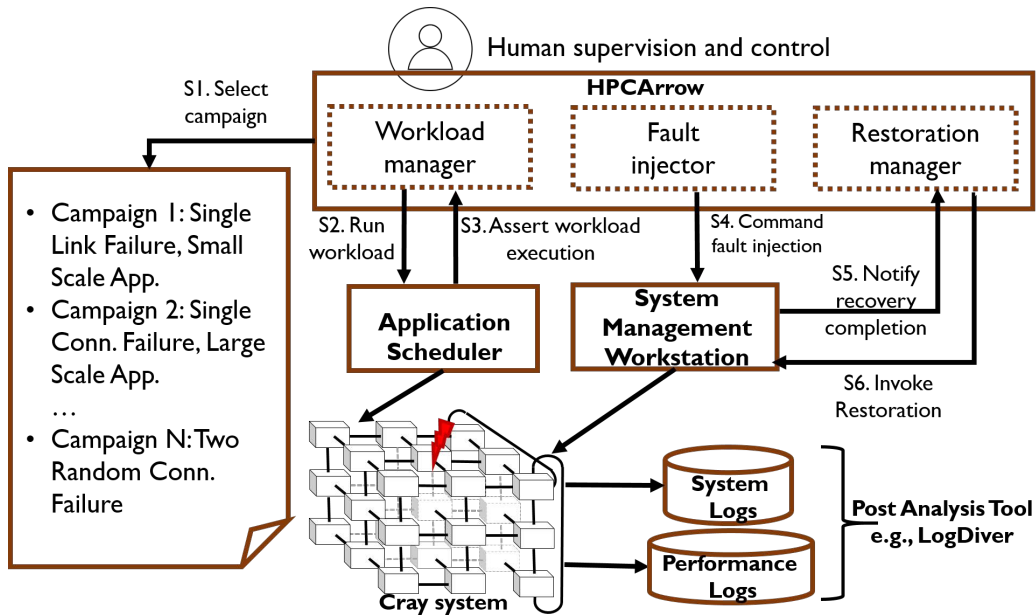 Human supervision and control
HPCArrow
S1. Select
campaign
Workload
manager
Fault
injector
Restoration
manager
• Campaign 1: Single
Link Failure, Small
Scale App.
• Campaign 2: Single
Conn. Failure, Large
Scale App.
...
• Campaign N: Two
Random Conn.
Failure
S2. Run
workload
S3. Assert workload
execution
S4. Command
fault injection
S5. Notify
recovery
completion
Application
Scheduler
System
Management
Workstation
S6. Invoke
Restoration
System
Logs
Performance
Logs
Post Analysis Tool
e.g., LogDiver
Cray system